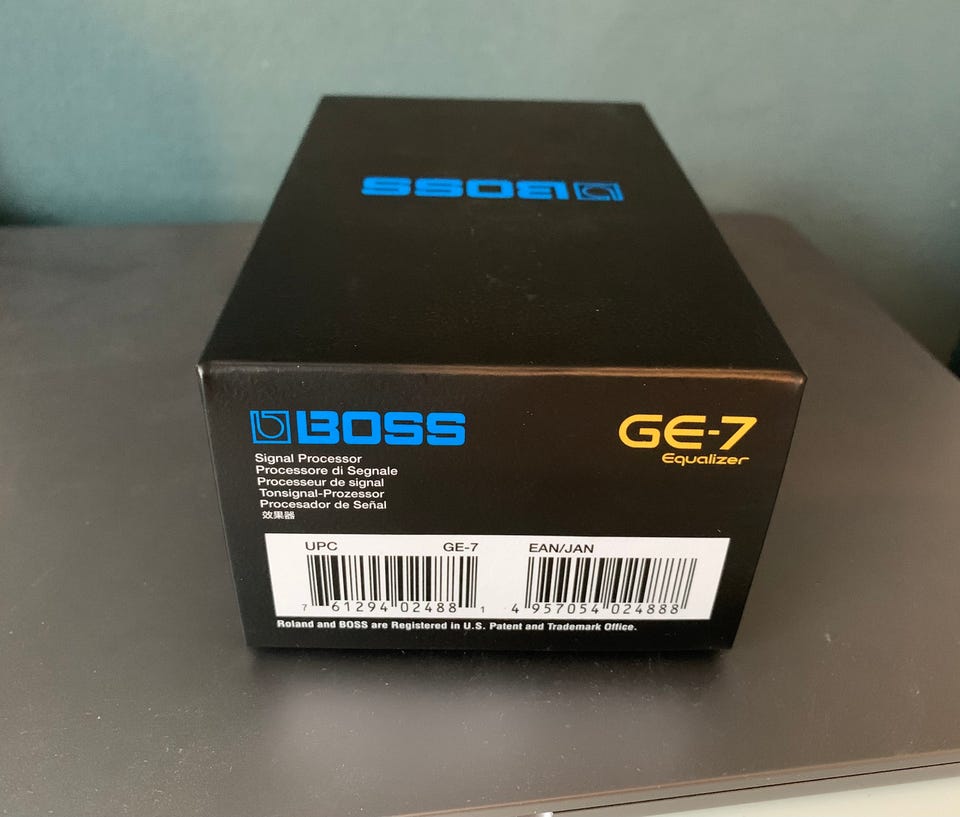 BOSS
BOSS
GE-7
Equalizer
Signal Processor
Processore di Segnale
Processeur de signal
Tonsignal-Prozessor
Procesador de Señal
效果器
UPC GE-7 EAN/JAN
7 61294 02488 1 4 957054 024888
Roland and BOSS are Registered in U.S. Patent and Trademark Office.